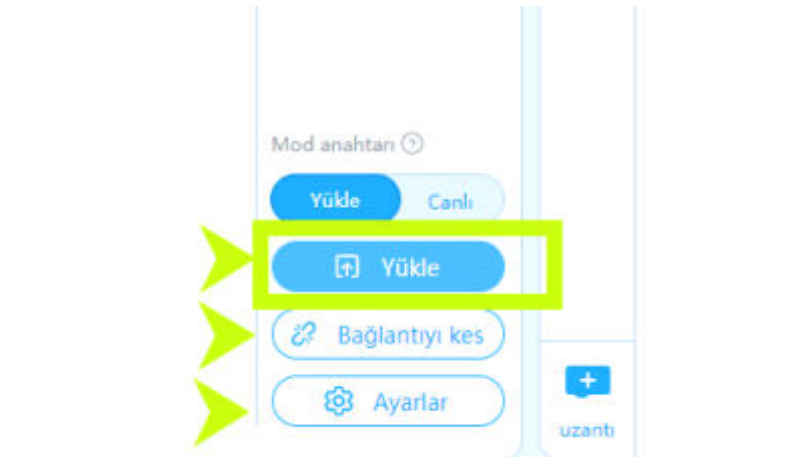 Mod anahtarı
Yükle Canlı
Yükle
Bağlantıyı kes
Ayarlar
uzantı